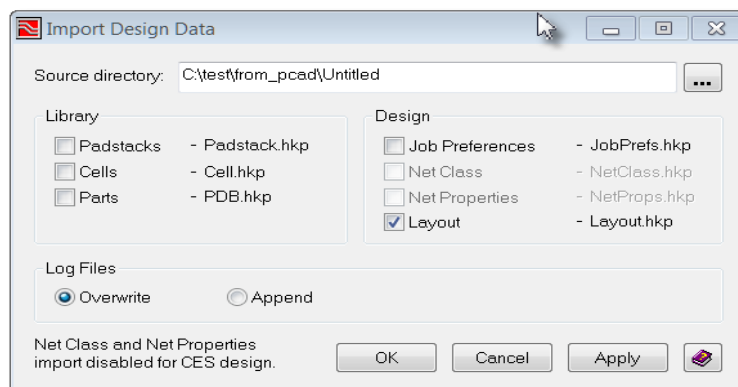 Import Design Data
Source directory: C:\test\from_pcad\Untitled ...
Library
Padstacks - Padstack.hkp
Cells - Cell.hkp
Parts - PDB.hkp
Design
Job Preferences - JobPrefs.hkp
Net Class - NetClass.hkp
Net Properties - NetProps.hkp
Layout - Layout.hkp
Log Files
Overwrite Append
Net Class and Net Properties
import disabled for CES design.
OK Cancel Apply